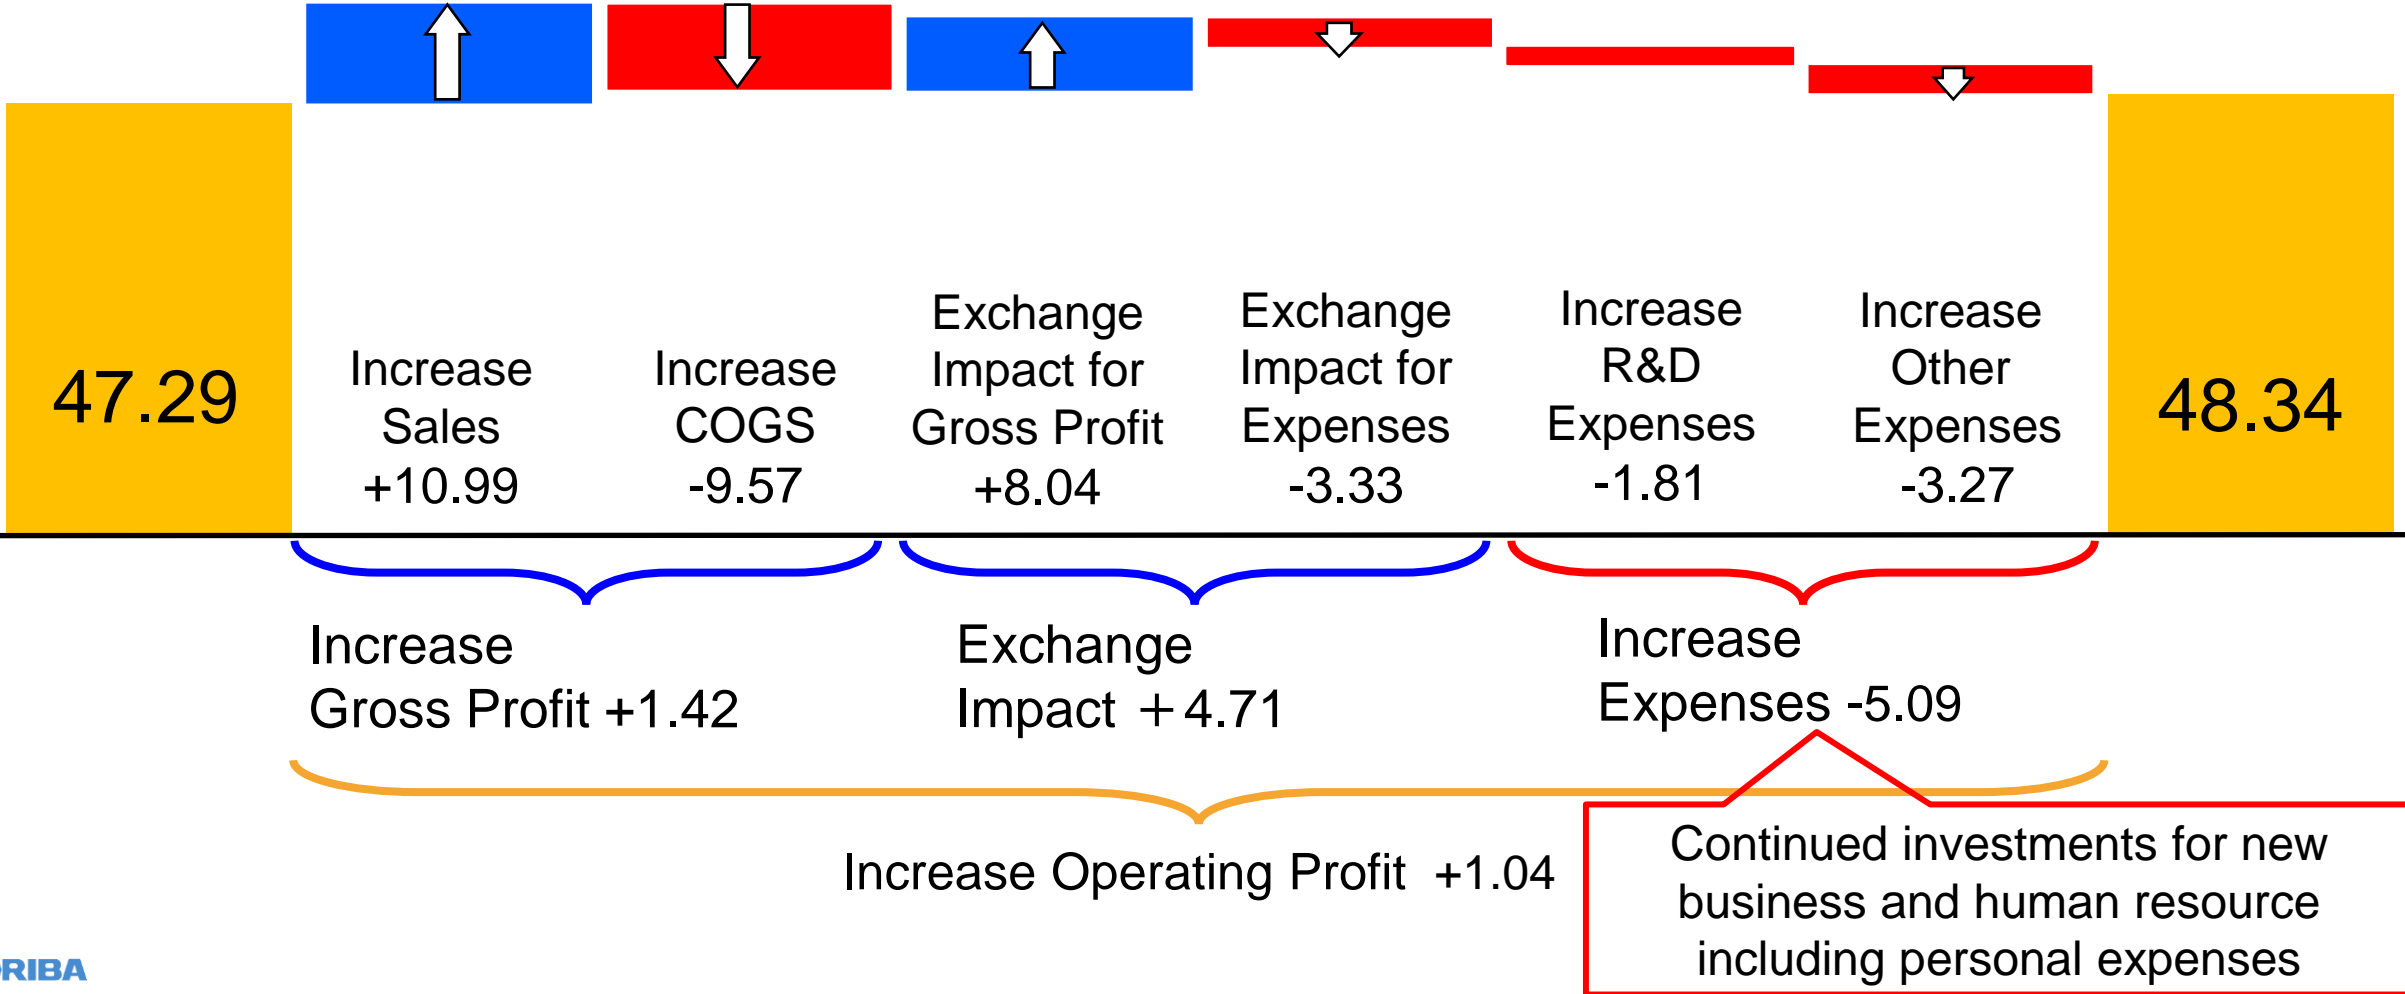 47.29
Increase
Sales
+10.99
Increase
COGS
-9.57
Exchange
Impact for
Gross Profit
+8.04
Exchange
Impact for
Expenses
-3.33
Increase
R&D
Expenses
-1.81
Increase
Other
Expenses
-3.27
48.34
Increase
Gross Profit +1.42
Exchange
Impact ＋4.71
Increase
Expenses -5.09
Increase Operating Profit +1.04
Continued investments for new
business and human resource
including personal expenses
RIBA